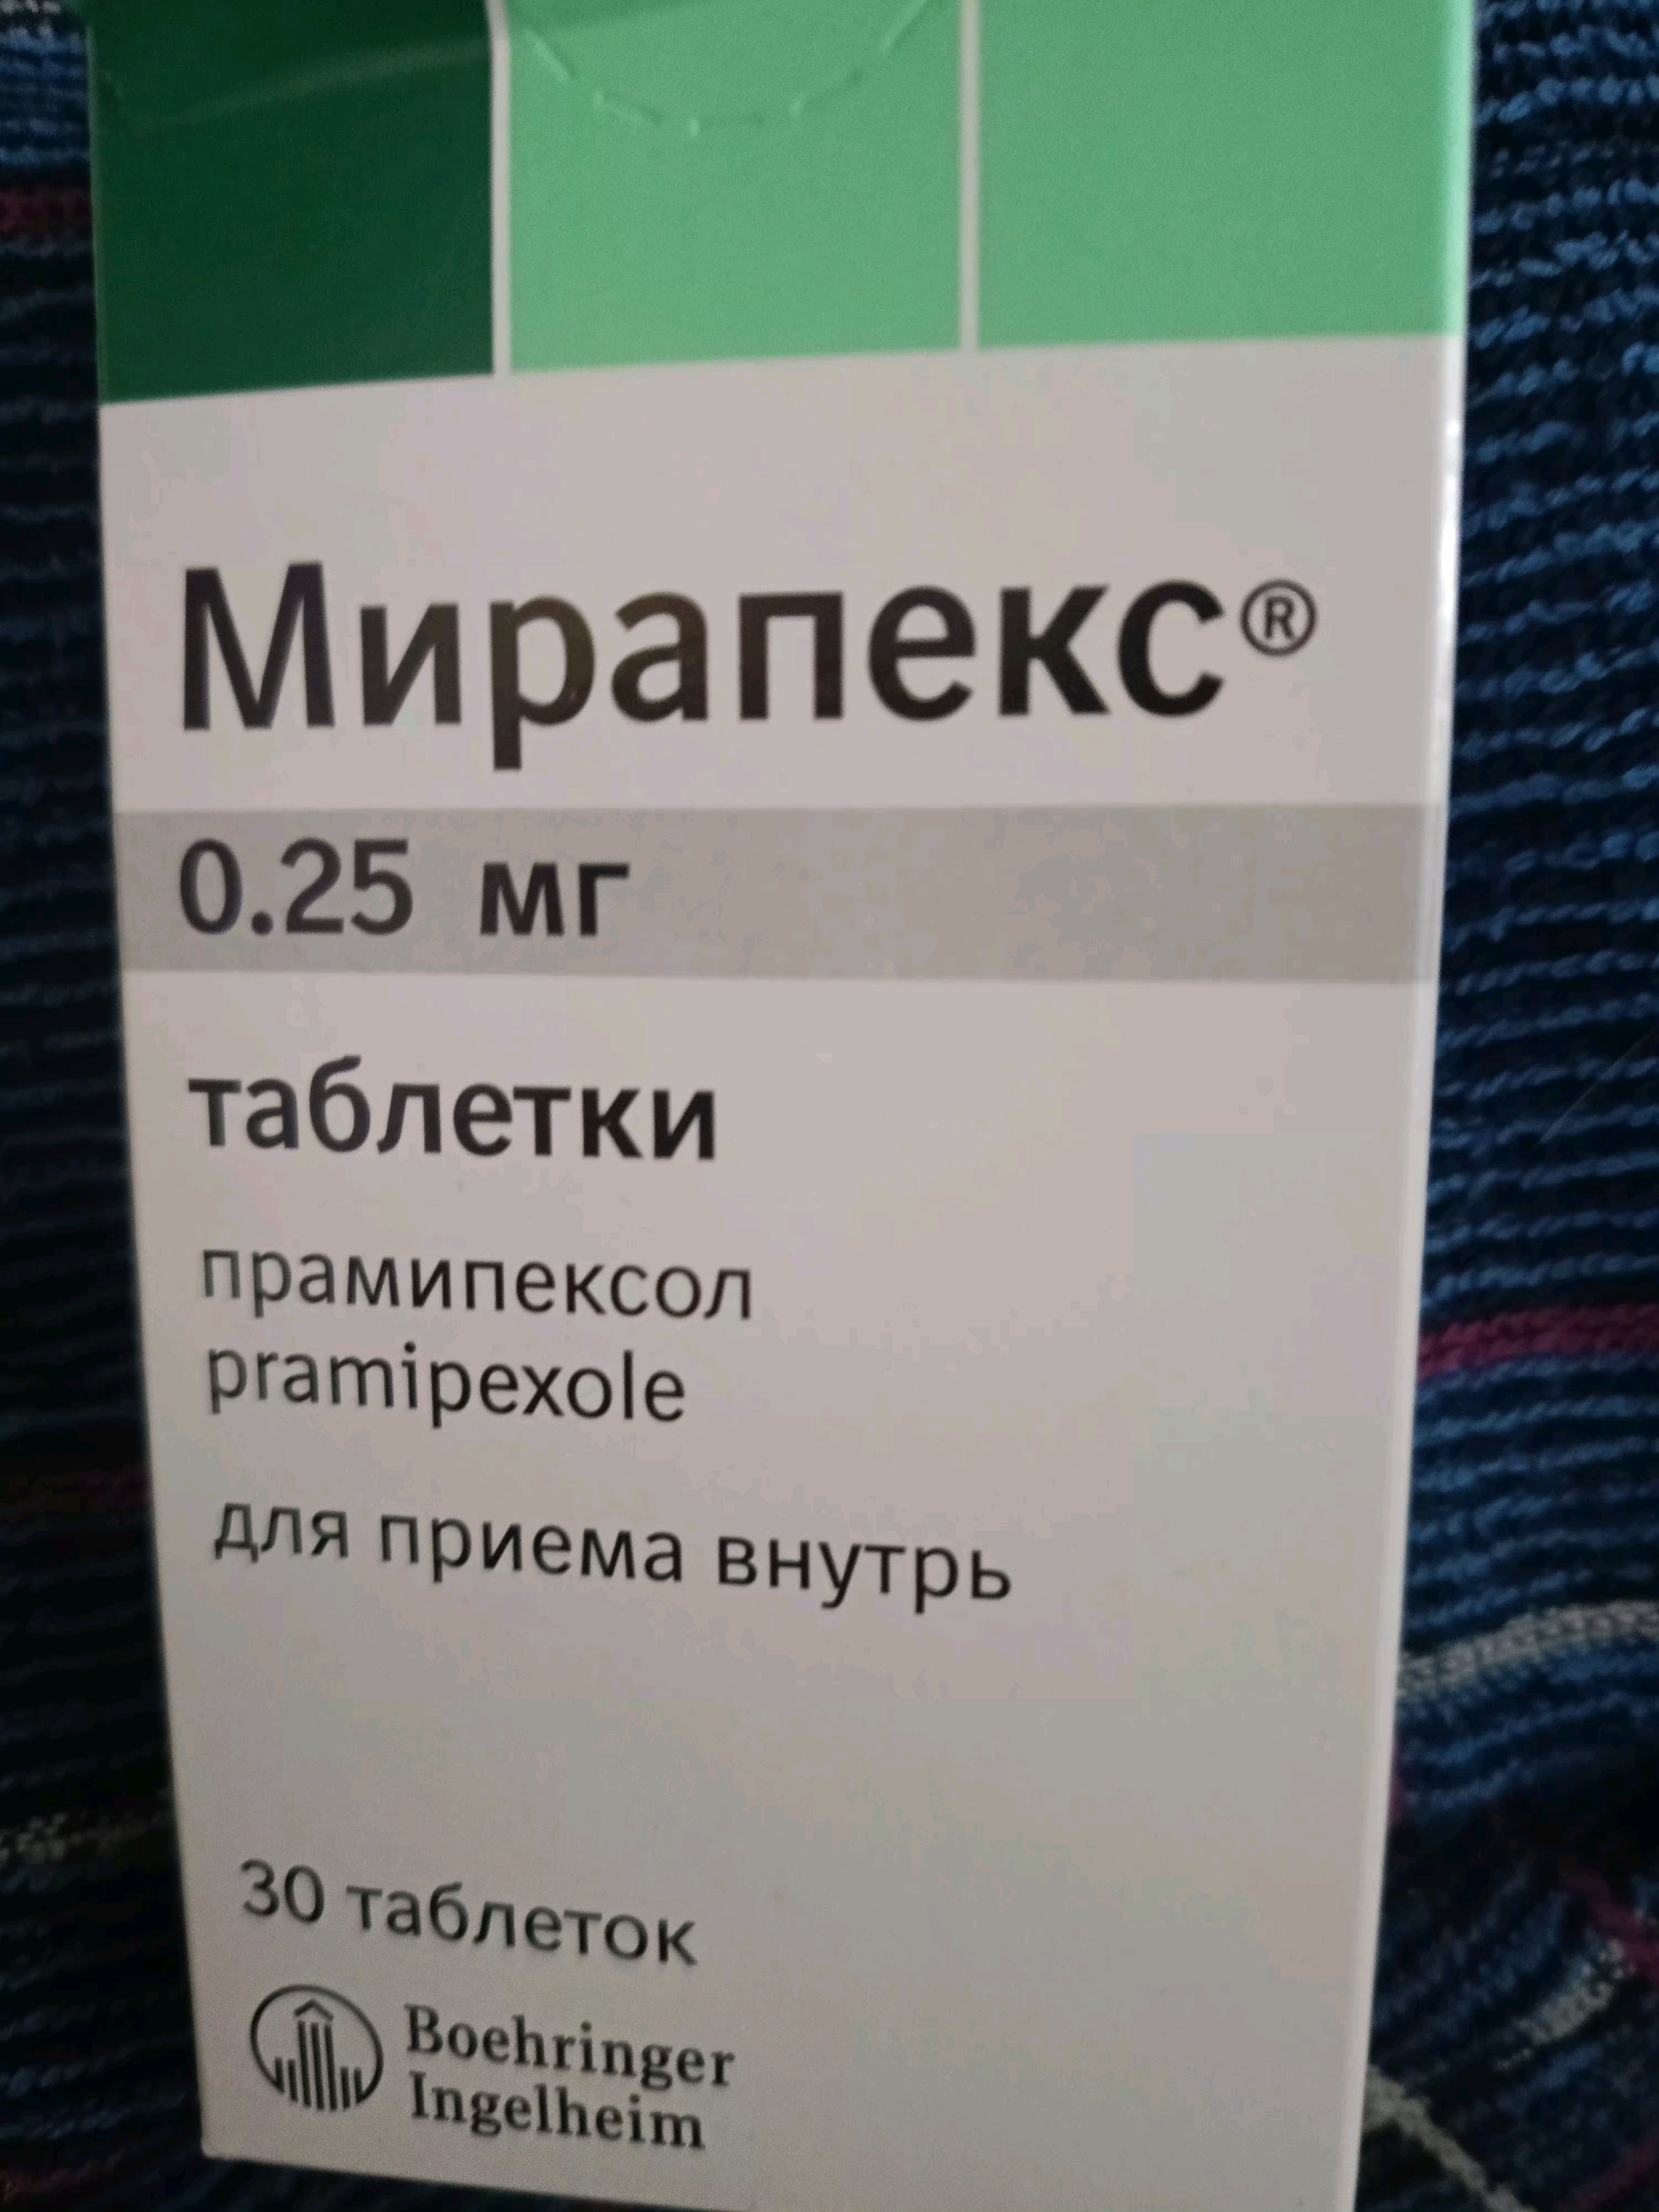 Мирапекс®
0.25 мг
таблетки
прамипексол
pramipexole
для приема внутрь
30 таблеток
Boehringer
Ingelheim